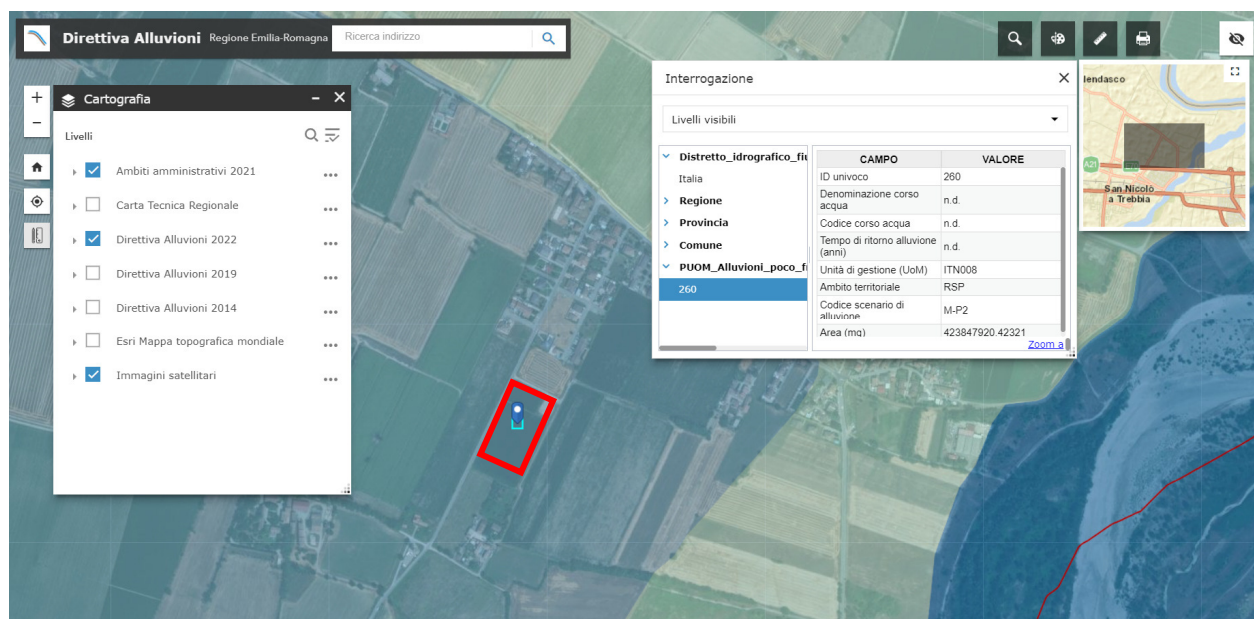 Direttiva Alluvioni Regione Emilia-Romagna
Ricerca indirizzo
+
−
Cartografia
Livelli
Ambiti amministrativi 2021
Carta Tecnica Regionale
Direttiva Alluvioni 2022
Direttiva Alluvioni 2019
Direttiva Alluvioni 2014
Esri Mappa topografica mondiale
Immagini satellitari
Interrogazione
Livelli visibili
Distretto_idrografico_fiu
Italia
Regione
Provincia
Comune
PUOM_Alluvioni_poco_fr
260
CAMPO VALORE
ID univoco 260
Denominazione corso
acqua n.d.
Codice corso acqua n.d.
Tempo di ritorno alluvione
(anni) n.d.
Unità di gestione (UoM) ITN008
Ambito territoriale RSP
Codice scenario di
alluvione M-P2
Area (mq) 423847920.42321
Zoom a
lendasco
A21
San Nicolò
a Trebbia